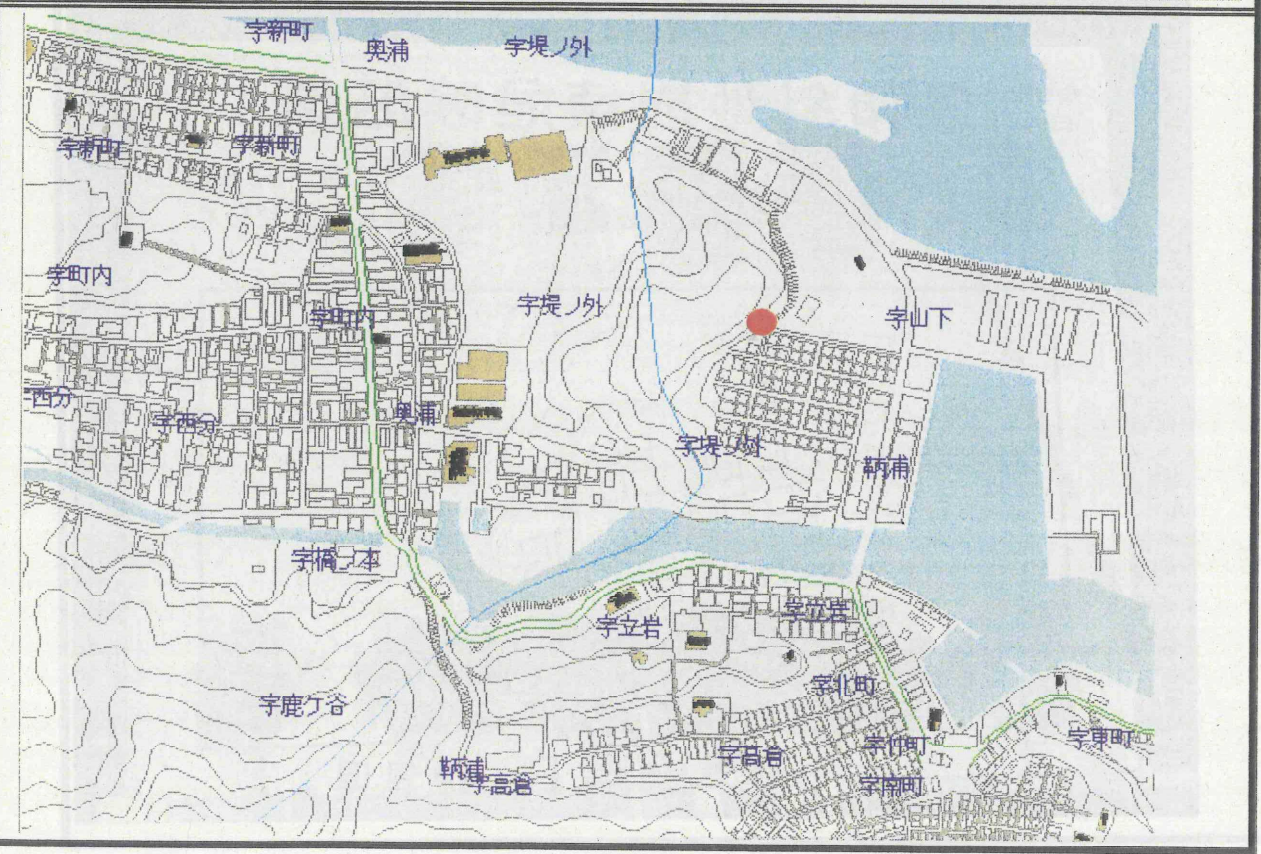 字新町
奥浦
字堤ノ外
字新町
字新町
字町内
字堤ノ外
字町内
字山下
西分
字西分
奥浦
字堤ノ外
鞆浦
字橋ノ本
字立岩
字立岩
字北町
字鹿ケ谷
字仲町
字東町
字高倉
鞆浦
字高倉
字南町